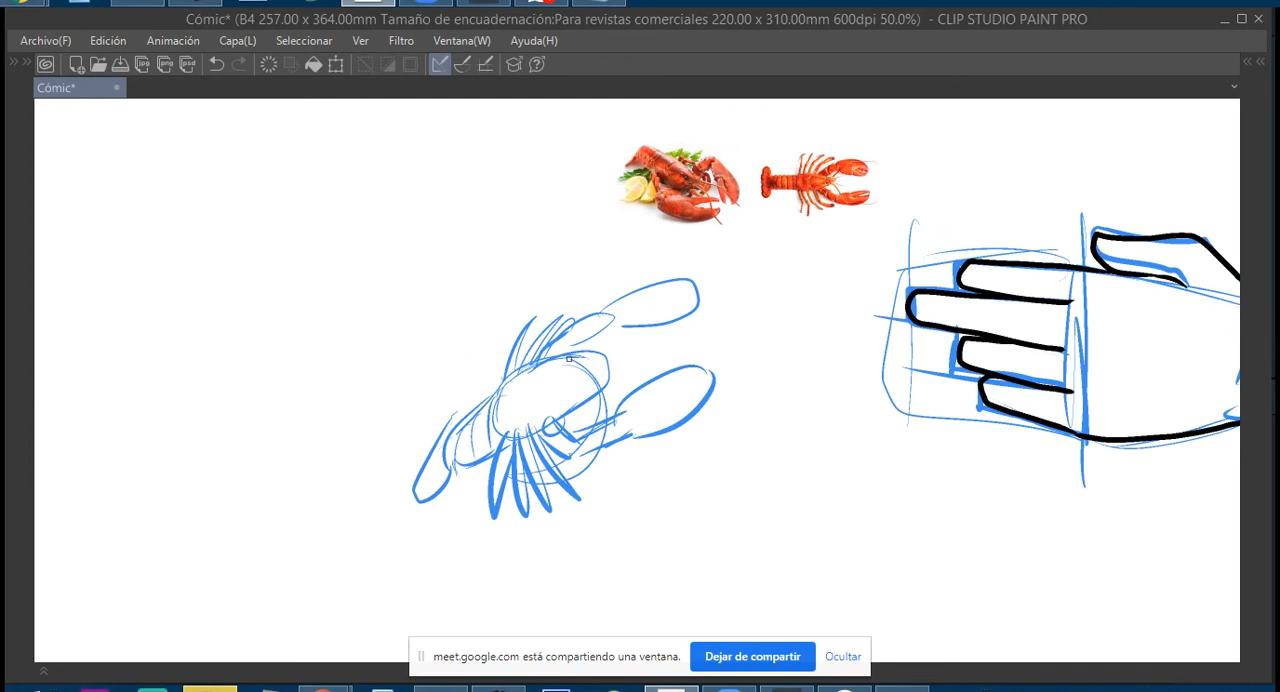 Cómic* (B4 257.00 x 364.00mm Tamaño de encuadernación:Para revistas comerciales 220.00 x 310.00mm 600dpi 50.0%) - CLIP STUDIO PAINT PRO
Archivo(F) Edición Animación Capa(L) Seleccionar Ver Filtro Ventana(W) Ayuda(H)
Cómic*
meet.google.com está compartiendo una ventana. Dejar de compartir Ocultar